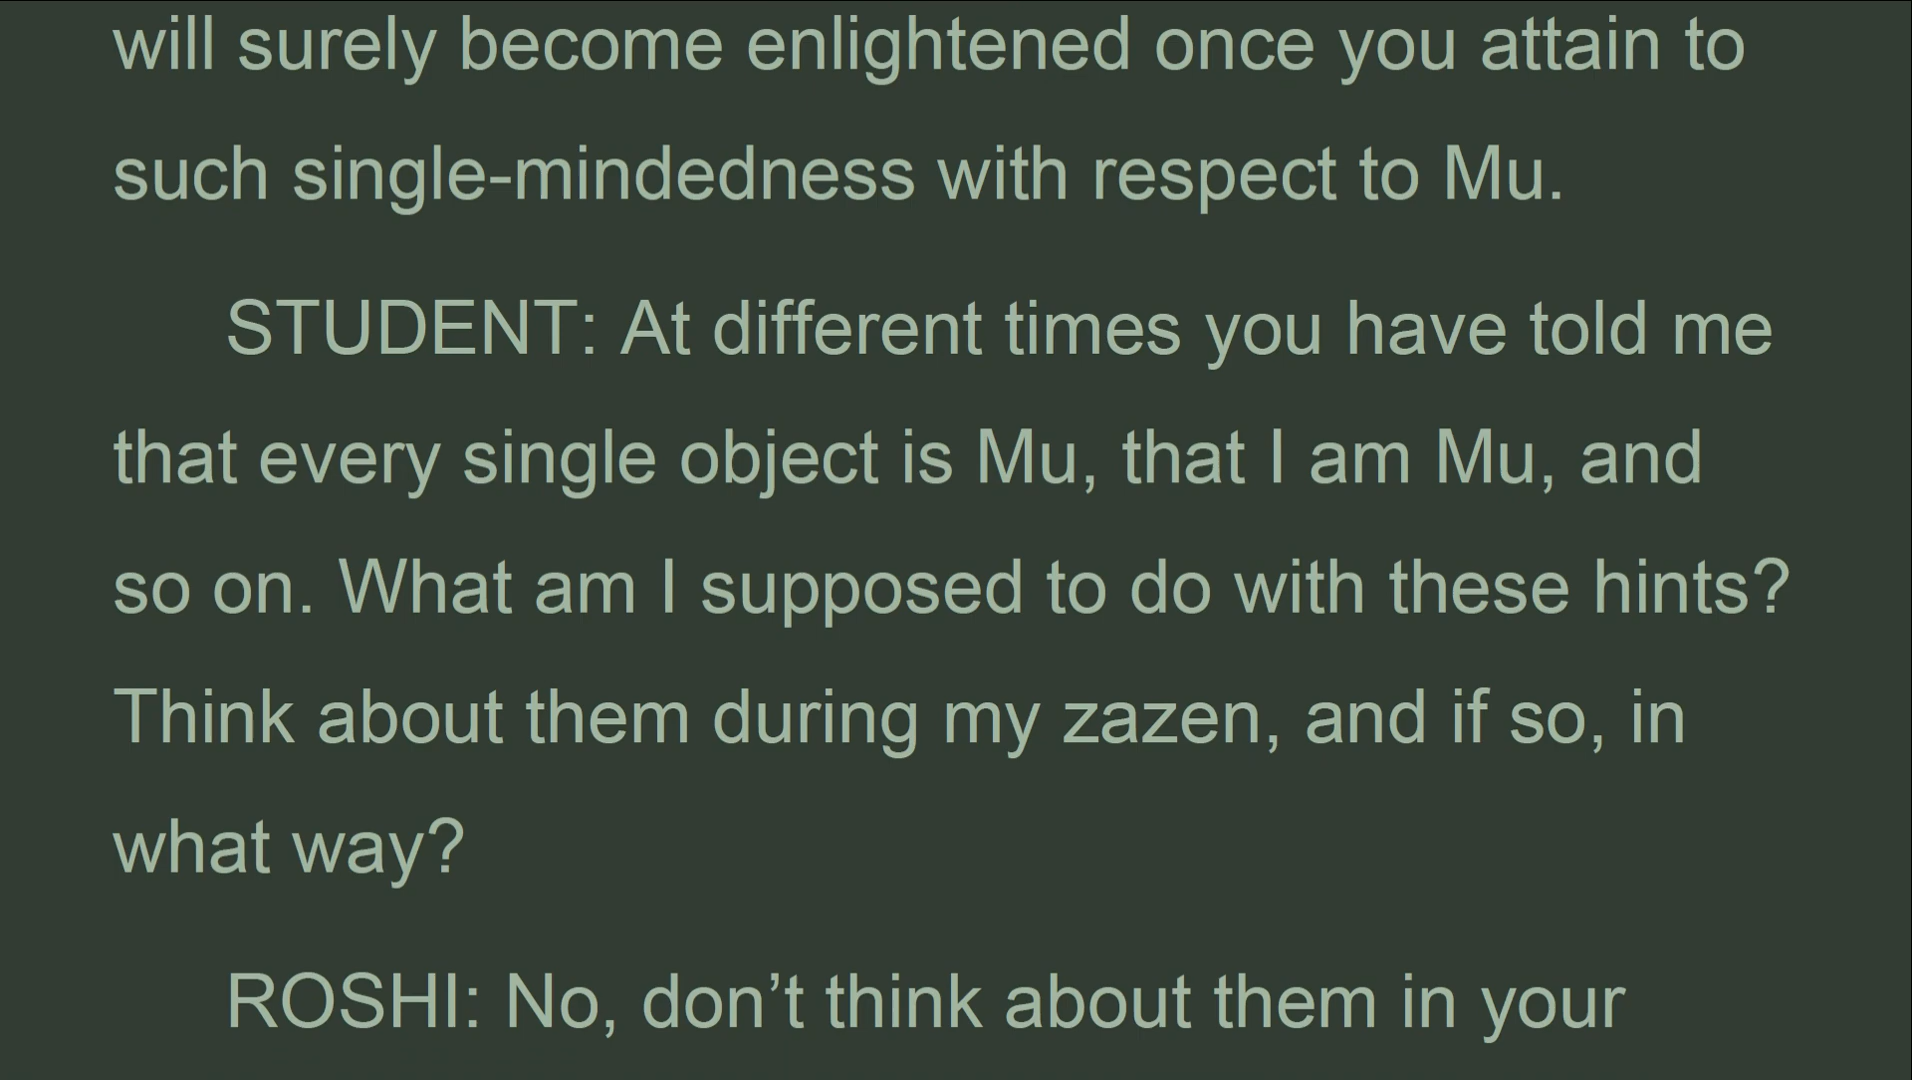 will surely become enlightened once you attain to
such single-mindedness with respect to Mu.
STUDENT: At different times you have told me
that every single object is Mu, that I am Mu, and
so on. What am I supposed to do with these hints?
Think about them during my zazen, and if so, in
what way?
ROSHI: No, don’t think about them in your